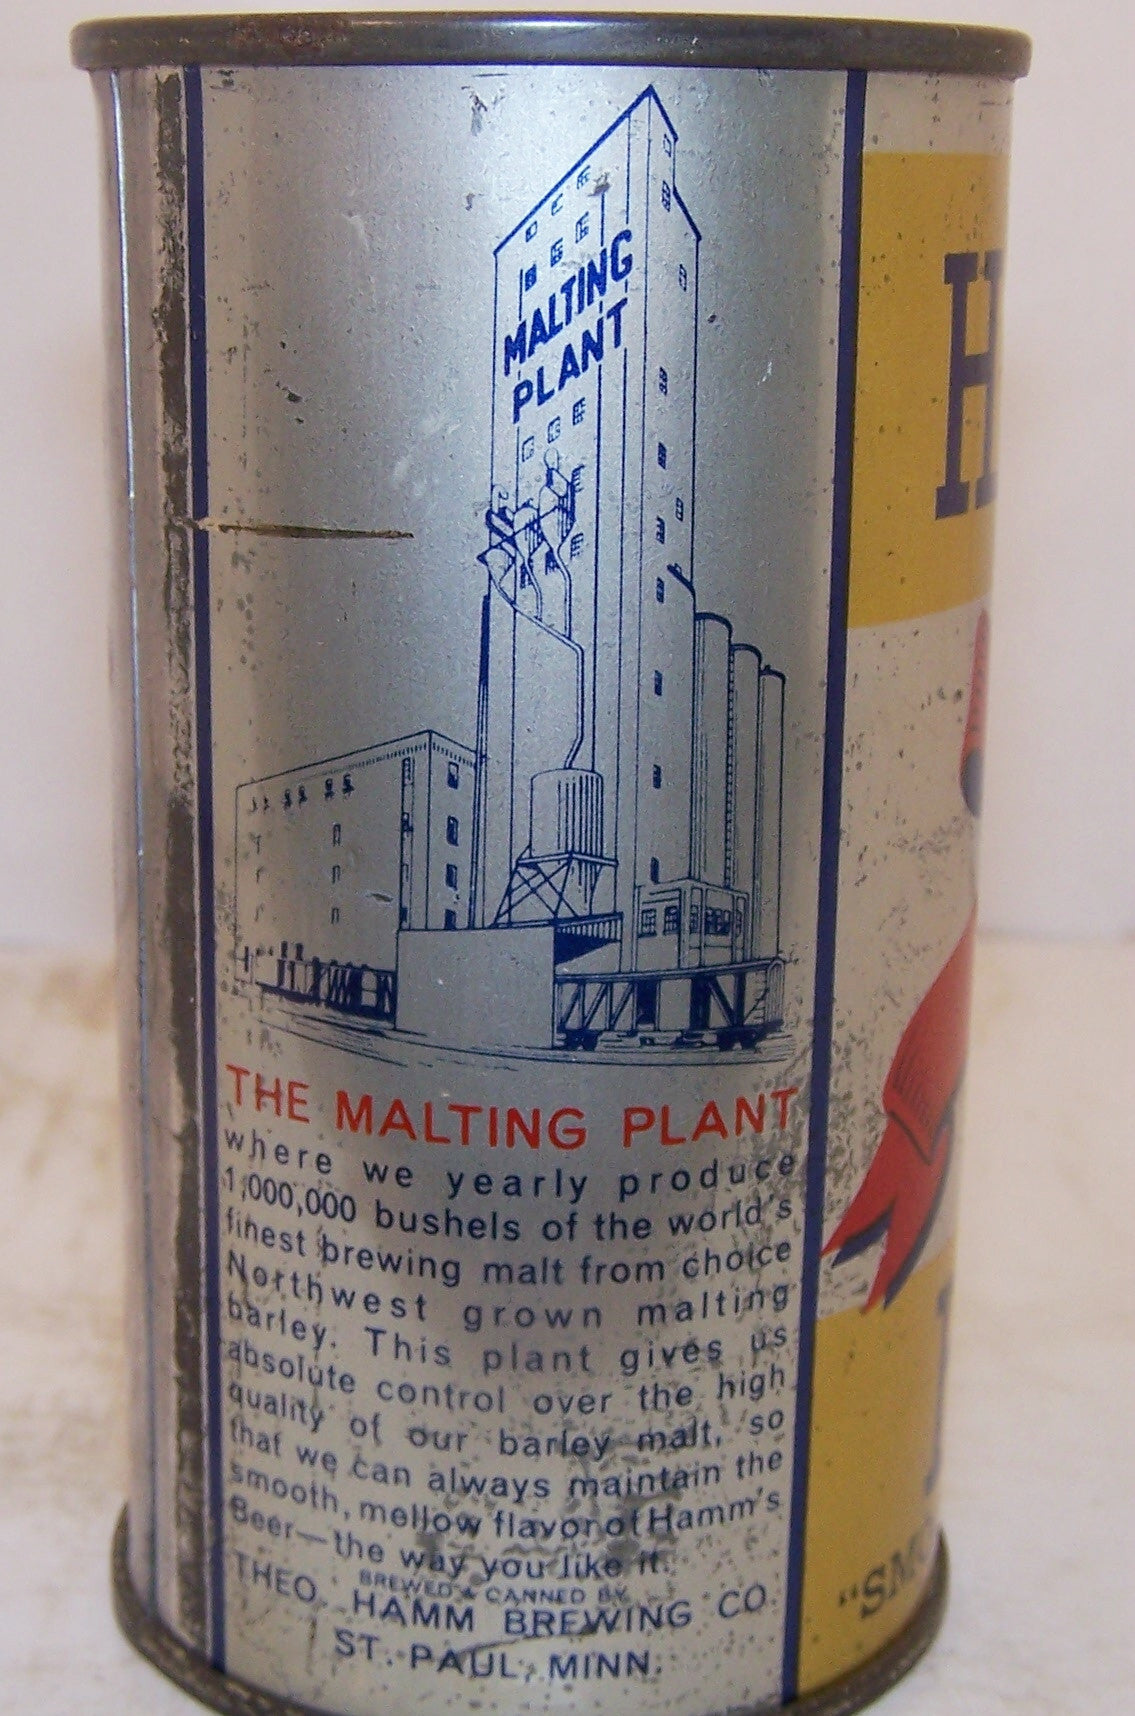 MALTING
PLANT
THE MALTING PLANT
where we yearly produce
1,000,000 bushels of the world's
finest brewing malt from choice
Northwest grown malting
barley. This plant gives us
absolute control over the high
quality of our barley malt, so
that we can always maintain the
smooth, mellow flavor of Hamm's
Beer—the way you like it.
BREWED & CANNED BY
THEO. HAMM BREWING CO.
ST. PAUL, MINN.
H
"SM